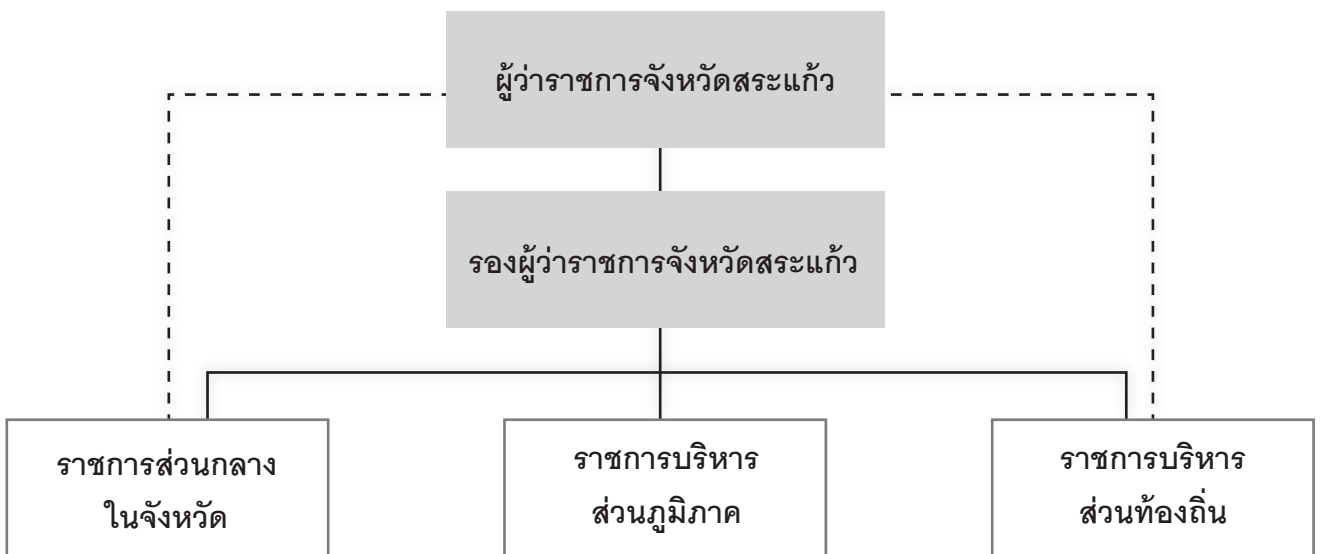 ผู้ว่าราชการจังหวัดสระแก้ว
รองผู้ว่าราชการจังหวัดสระแก้ว
ราชการส่วนกลาง
ในจังหวัด
ราชการบริหาร
ส่วนภูมิภาค
ราชการบริหาร
ส่วนท้องถิ่น